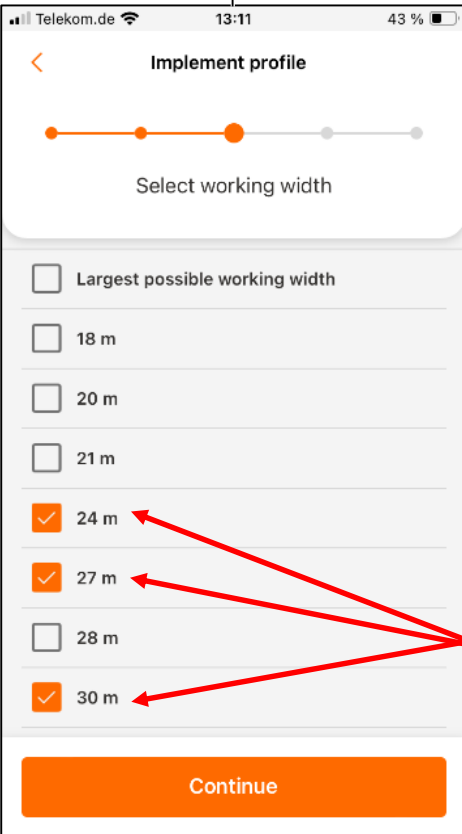 Telekom.de 13:11 43 %
Implement profile
Select working width
Largest possible working width
18 m
20 m
21 m
24 m
27 m
28 m
30 m
Continue